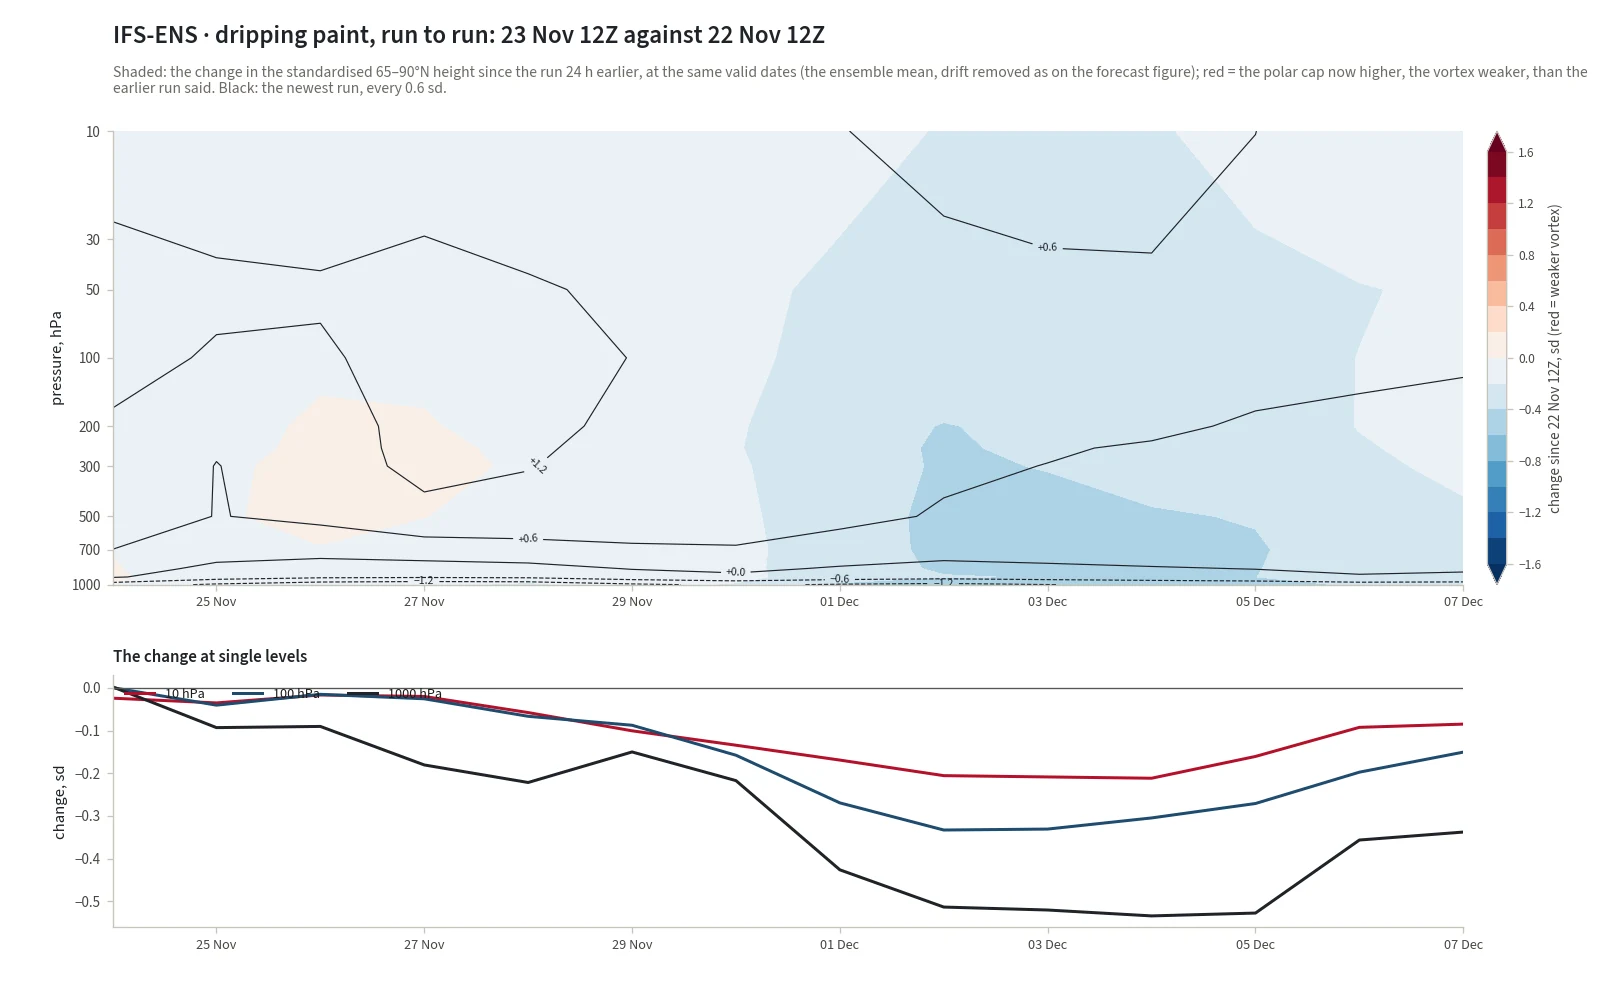 IFS-ENS · dripping paint, run to run: 23 Nov 12Z against 22 Nov 12Z
Shaded: the change in the standardised 65–90°N height since the run 24 h earlier, at the same valid dates (the ensemble mean, drift removed as on the forecast figure); red = the polar cap now higher, the vortex weaker, than the
earlier run said. Black: the newest run, every 0.6 sd.
pressure, hPa
10
30
50
100
200
300
500
700
1000
+0.6
+1.2
+0.6
+0.0
−0.6
−1.2
−1.2
25 Nov
27 Nov
29 Nov
01 Dec
03 Dec
05 Dec
07 Dec
1.6
1.2
0.8
0.4
0.0
−0.4
−0.8
−1.2
−1.6
change since 22 Nov 12Z, sd (red = weaker vortex)
The change at single levels
change, sd
0.0
−0.1
−0.2
−0.3
−0.4
−0.5
10 hPa
100 hPa
1000 hPa
25 Nov
27 Nov
29 Nov
01 Dec
03 Dec
05 Dec
07 Dec